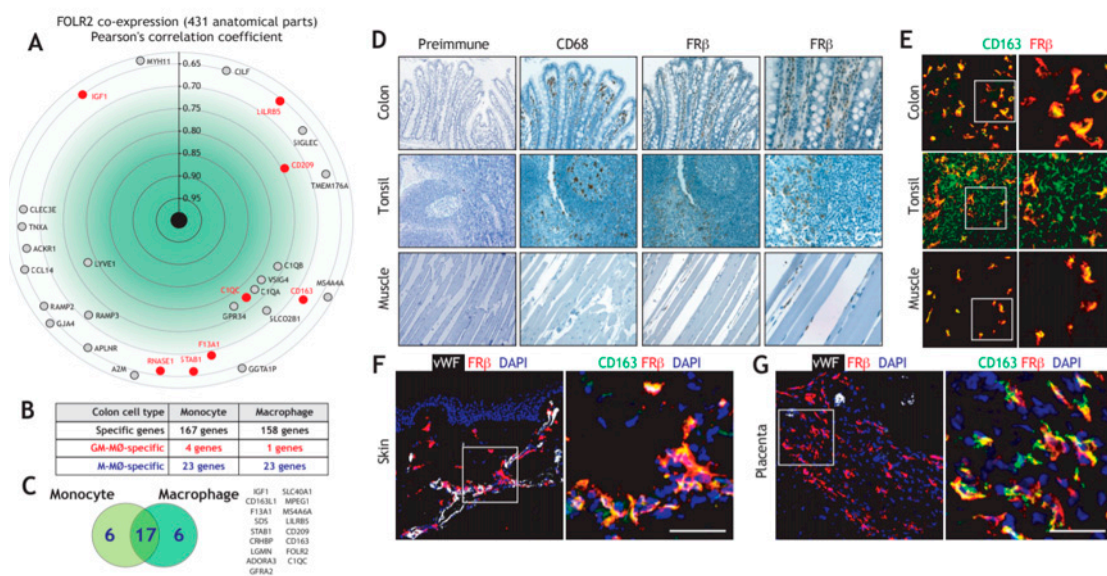 FOLR2 co-expression (431 anatomical parts)
Pearson's correlation coefficient
A
0.65
0.70
0.75
0.80
0.85
0.90
0.95
MYH11
CILF
IGF1
LILRB5
SIGLEC
CD209
TMEM176A
CLEC3E
TNXA
ACKR1
CCL14
LYVE1
C1QB
VSIG4
C1QA
C1QC
CD163
MS4A4A
RAMP2
RAMP3
GPR34
SLCO2B1
GJA4
APLNR
F13A1
STAB1
RNASE1
A2M
GGTA1P
B
Colon cell type Monocyte Macrophage
Specific genes 167 genes 158 genes
GM-MØ-specific 4 genes 1 genes
M-MØ-specific 23 genes 23 genes
C
Monocyte Macrophage
6 17 6
IGF1 SLC40A1
CD163L1 MPEG1
F13A1 MS4A6A
SDS LILRB5
STAB1 CD209
CRHBP CD163
LGMN FOLR2
ADORA3 C1QC
GFRA2
D
Preimmune CD68 FRβ FRβ
Colon
Tonsil
Muscle
E
CD163 FRβ
Colon
Tonsil
Muscle
F
vWF FRβ DAPI CD163 FRβ DAPI
Skin
G
vWF FRβ DAPI CD163 FRβ DAPI
Placenta